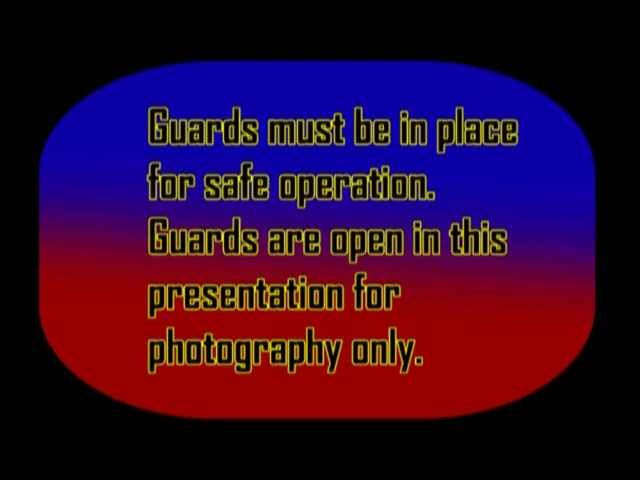 Guards must be in place
for safe operation.
Guards are open in this
presentation for
photography only.